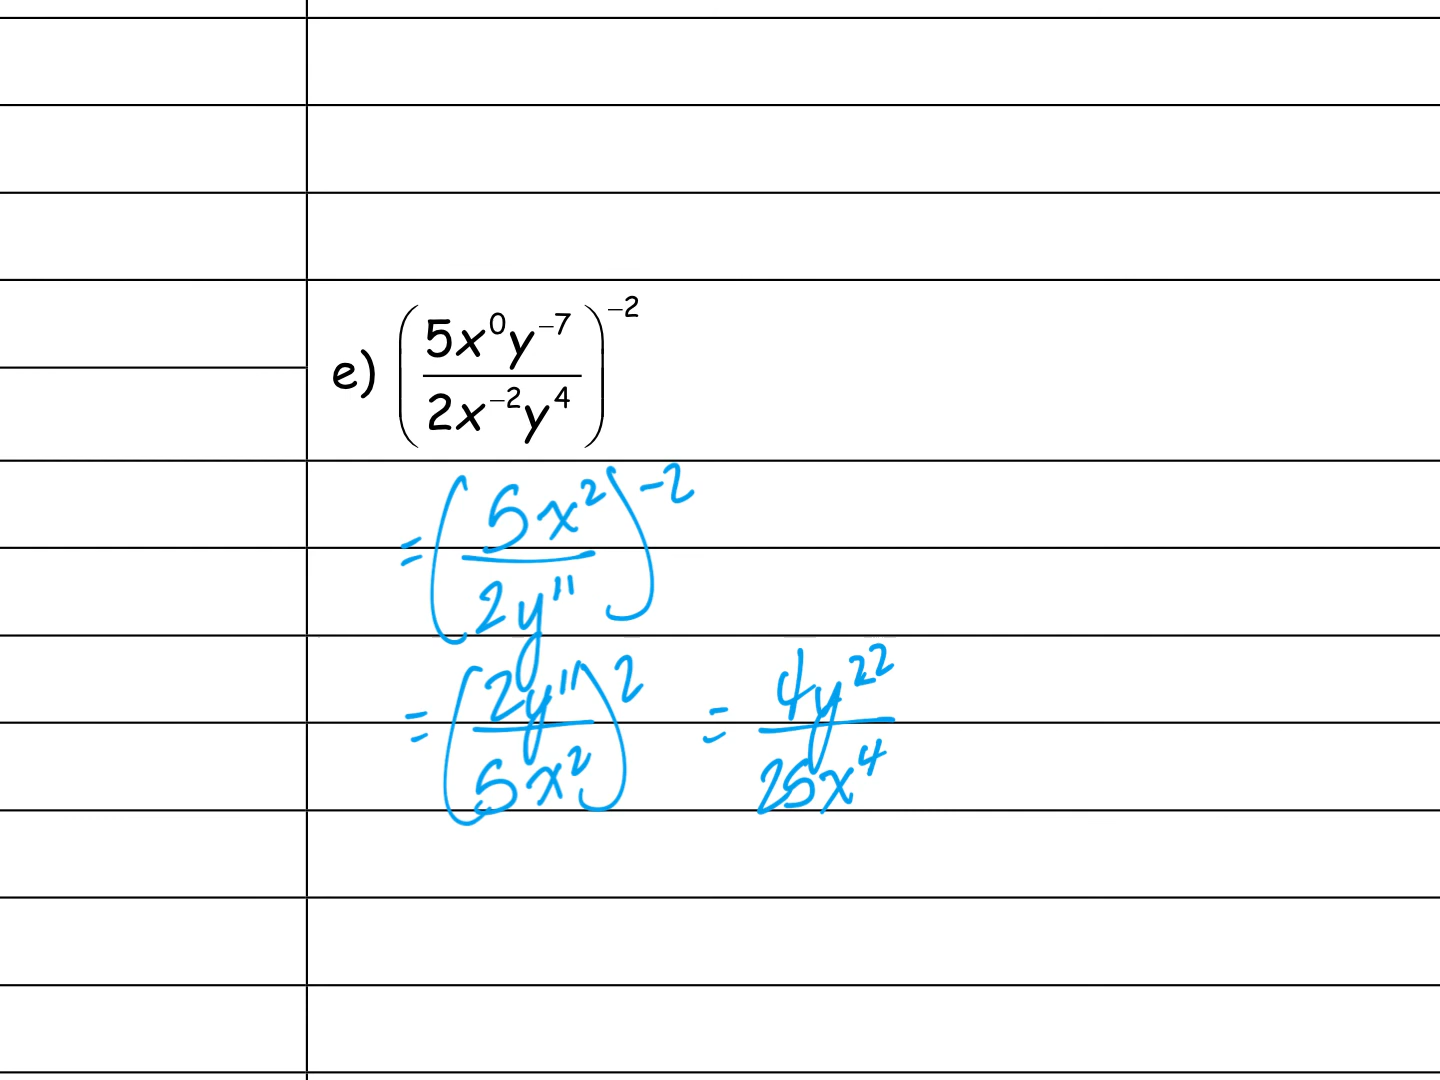 e) (5x⁰y⁻⁷ / 2x⁻²y⁴)⁻²
= (5x² / 2y¹¹)⁻²
= (2y¹¹ / 5x²)² = 4y²² / 25x⁴